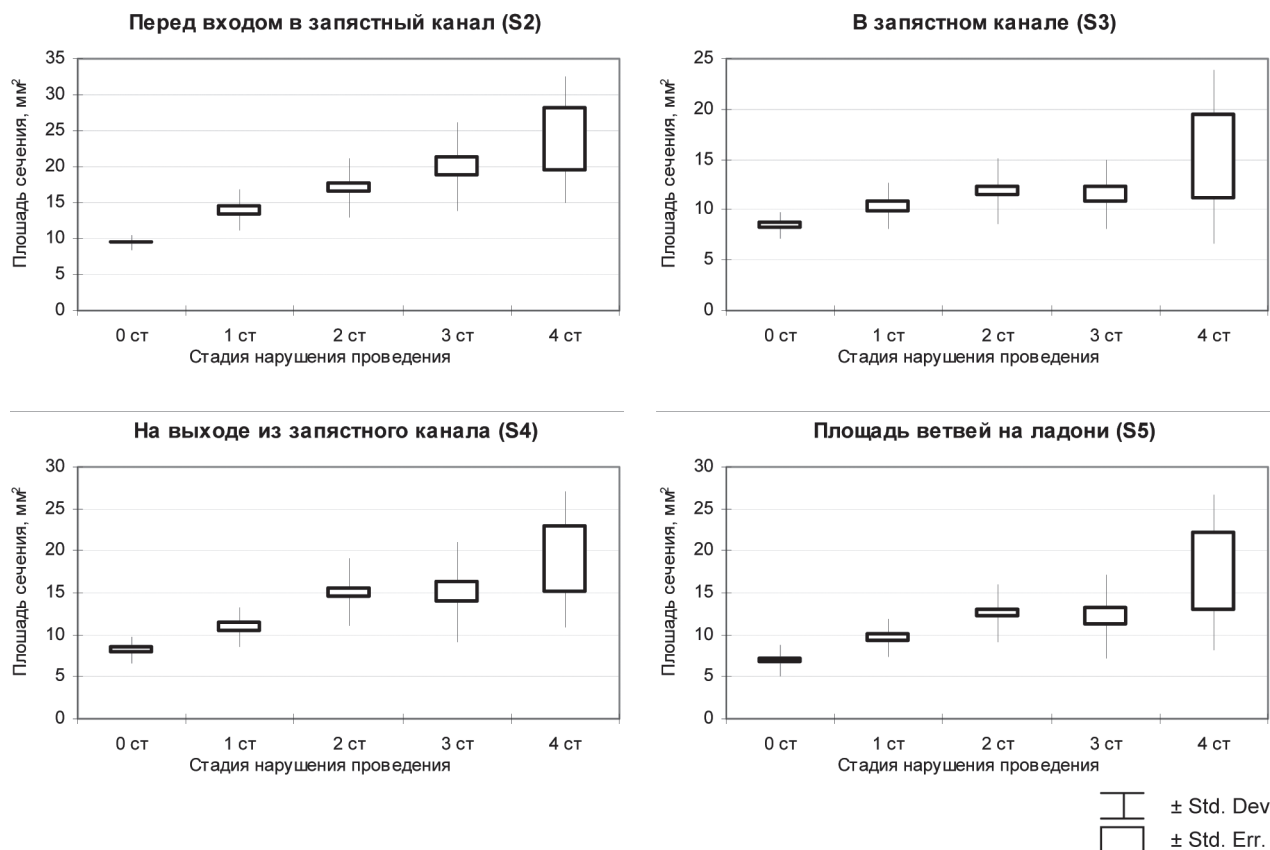 Перед входом в запястный канал (S2)
Плошадь сечения, мм²
35
30
25
20
15
10
5
0
0 ст 1 ст 2 ст 3 ст 4 ст
Стадия нарушения проведения
В запястном канале (S3)
Плошадь сечения, мм²
25
20
15
10
5
0
0 ст 1 ст 2 ст 3 ст 4 ст
Стадия нарушения проведения
На выходе из запястного канала (S4)
Плошадь сечения, мм²
30
25
20
15
10
5
0
0 ст 1 ст 2 ст 3 ст 4 ст
Стадия нарушения проведения
Площадь ветвей на ладони (S5)
Плошадь сечения, мм²
30
25
20
15
10
5
0
0 ст 1 ст 2 ст 3 ст 4 ст
Стадия нарушения проведения
± Std. Dev
± Std. Err.